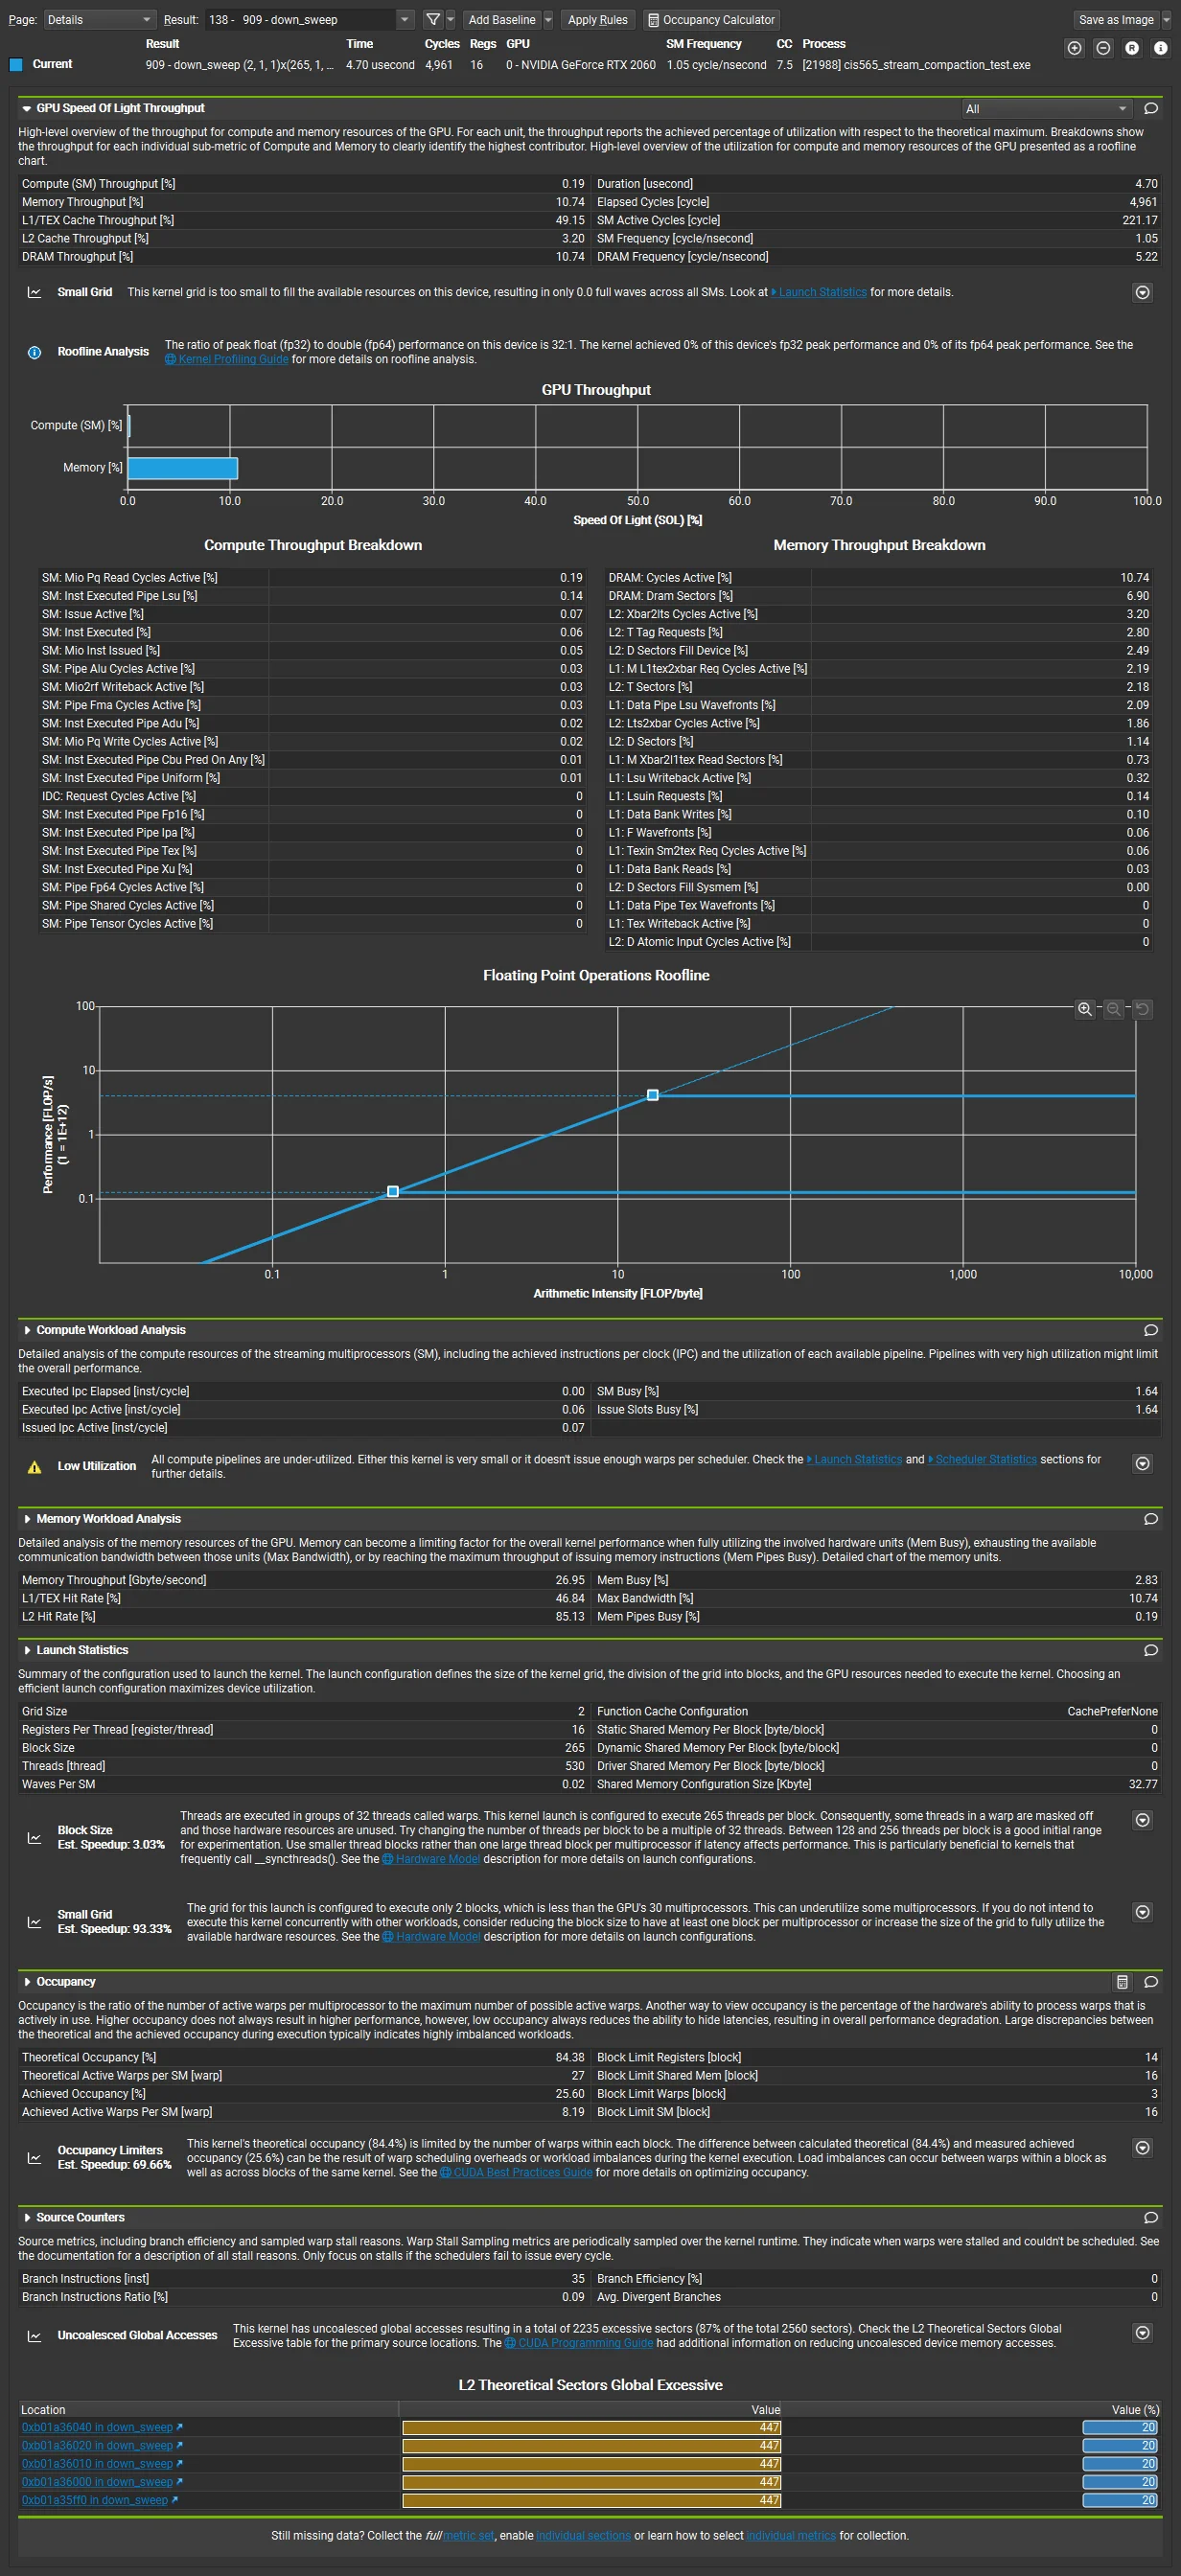 Page: Details Result: 138 - 909 - down_sweep Add Baseline Apply Rules Occupancy Calculator Save as Image
Result Time Cycles Regs GPU SM Frequency CC Process
Current 909 - down_sweep (2, 1, 1)x(265, 1, ... 4.70 usecond 4,961 16 0 - NVIDIA GeForce RTX 2060 1.05 cycle/nsecond 7.5 [21988] cis565_stream_compaction_test.exe
GPU Speed Of Light Throughput All
High-level overview of the throughput for compute and memory resources of the GPU. For each unit, the throughput reports the achieved percentage of utilization with respect to the theoretical maximum. Breakdowns show
the throughput for each individual sub-metric of Compute and Memory to clearly identify the highest contributor. High-level overview of the utilization for compute and memory resources of the GPU presented as a roofline
chart.
Compute (SM) Throughput [%] 0.19 Duration [usecond] 4.70
Memory Throughput [%] 10.74 Elapsed Cycles [cycle] 4,961
L1/TEX Cache Throughput [%] 49.15 SM Active Cycles [cycle] 221.17
L2 Cache Throughput [%] 3.20 SM Frequency [cycle/nsecond] 1.05
DRAM Throughput [%] 10.74 DRAM Frequency [cycle/nsecond] 5.22
Small Grid This kernel grid is too small to fill the available resources on this device, resulting in only 0.0 full waves across all SMs. Look at Launch Statistics for more details.
Roofline Analysis The ratio of peak float (fp32) to double (fp64) performance on this device is 32:1. The kernel achieved 0% of this device's fp32 peak performance and 0% of its fp64 peak performance. See the
Kernel Profiling Guide for more details on roofline analysis.
GPU Throughput
Compute (SM) [%]
Memory [%]
0.0 10.0 20.0 30.0 40.0 50.0 60.0 70.0 80.0 90.0 100.0
Speed Of Light (SOL) [%]
Compute Throughput Breakdown Memory Throughput Breakdown
SM: Mio Pq Read Cycles Active [%] 0.19 DRAM: Cycles Active [%] 10.74
SM: Inst Executed Pipe Lsu [%] 0.14 DRAM: Dram Sectors [%] 6.90
SM: Issue Active [%] 0.07 L2: Xbar2lts Cycles Active [%] 3.20
SM: Inst Executed [%] 0.06 L2: T Tag Requests [%] 2.80
SM: Mio Inst Issued [%] 0.05 L2: D Sectors Fill Device [%] 2.49
SM: Pipe Alu Cycles Active [%] 0.03 L1: M L1tex2xbar Req Cycles Active [%] 2.19
SM: Mio2rf Writeback Active [%] 0.03 L2: T Sectors [%] 2.18
SM: Pipe Fma Cycles Active [%] 0.03 L1: Data Pipe Lsu Wavefronts [%] 2.09
SM: Inst Executed Pipe Adu [%] 0.02 L2: Lts2xbar Cycles Active [%] 1.86
SM: Mio Pq Write Cycles Active [%] 0.02 L2: D Sectors [%] 1.14
SM: Inst Executed Pipe Cbu Pred On Any [%] 0.01 L1: M Xbar2l1tex Read Sectors [%] 0.73
SM: Inst Executed Pipe Uniform [%] 0.01 L1: Lsu Writeback Active [%] 0.32
IDC: Request Cycles Active [%] 0 L1: Lsuin Requests [%] 0.14
SM: Inst Executed Pipe Fp16 [%] 0 L1: Data Bank Writes [%] 0.10
SM: Inst Executed Pipe Ipa [%] 0 L1: F Wavefronts [%] 0.06
SM: Inst Executed Pipe Tex [%] 0 L1: Texin Sm2tex Req Cycles Active [%] 0.06
SM: Inst Executed Pipe Xu [%] 0 L1: Data Bank Reads [%] 0.03
SM: Pipe Fp64 Cycles Active [%] 0 L2: D Sectors Fill Sysmem [%] 0.00
SM: Pipe Shared Cycles Active [%] 0 L1: Data Pipe Tex Wavefronts [%] 0
SM: Pipe Tensor Cycles Active [%] 0 L1: Tex Writeback Active [%] 0
L2: D Atomic Input Cycles Active [%] 0
Floating Point Operations Roofline
Performance [FLOP/s]
(1 = 1E+12)
100
10
1
0.1
0.1 1 10 100 1,000 10,000
Arithmetic Intensity [FLOP/byte]
Compute Workload Analysis
Detailed analysis of the compute resources of the streaming multiprocessors (SM), including the achieved instructions per clock (IPC) and the utilization of each available pipeline. Pipelines with very high utilization might limit
the overall performance.
Executed Ipc Elapsed [inst/cycle] 0.00 SM Busy [%] 1.64
Executed Ipc Active [inst/cycle] 0.06 Issue Slots Busy [%] 1.64
Issued Ipc Active [inst/cycle] 0.07
Low Utilization All compute pipelines are under-utilized. Either this kernel is very small or it doesn't issue enough warps per scheduler. Check the Launch Statistics and Scheduler Statistics sections for
further details.
Memory Workload Analysis
Detailed analysis of the memory resources of the GPU. Memory can become a limiting factor for the overall kernel performance when fully utilizing the involved hardware units (Mem Busy), exhausting the available
communication bandwidth between those units (Max Bandwidth), or by reaching the maximum throughput of issuing memory instructions (Mem Pipes Busy). Detailed chart of the memory units.
Memory Throughput [Gbyte/second] 26.95 Mem Busy [%] 2.83
L1/TEX Hit Rate [%] 46.84 Max Bandwidth [%] 10.74
L2 Hit Rate [%] 85.13 Mem Pipes Busy [%] 0.19
Launch Statistics
Summary of the configuration used to launch the kernel. The launch configuration defines the size of the kernel grid, the division of the grid into blocks, and the GPU resources needed to execute the kernel. Choosing an
efficient launch configuration maximizes device utilization.
Grid Size 2 Function Cache Configuration CachePreferNone
Registers Per Thread [register/thread] 16 Static Shared Memory Per Block [byte/block] 0
Block Size 265 Dynamic Shared Memory Per Block [byte/block] 0
Threads [thread] 530 Driver Shared Memory Per Block [byte/block] 0
Waves Per SM 0.02 Shared Memory Configuration Size [Kbyte] 32.77
Block Size
Est. Speedup: 3.03%
Threads are executed in groups of 32 threads called warps. This kernel launch is configured to execute 265 threads per block. Consequently, some threads in a warp are masked off
and those hardware resources are unused. Try changing the number of threads per block to be a multiple of 32 threads. Between 128 and 256 threads per block is a good initial range
for experimentation. Use smaller thread blocks rather than one large thread block per multiprocessor if latency affects performance. This is particularly beneficial to kernels that
frequently call __syncthreads(). See the Hardware Model description for more details on launch configurations.
Small Grid
Est. Speedup: 93.33%
The grid for this launch is configured to execute only 2 blocks, which is less than the GPU's 30 multiprocessors. This can underutilize some multiprocessors. If you do not intend to
execute this kernel concurrently with other workloads, consider reducing the block size to have at least one block per multiprocessor or increase the size of the grid to fully utilize the
available hardware resources. See the Hardware Model description for more details on launch configurations.
Occupancy
Occupancy is the ratio of the number of active warps per multiprocessor to the maximum number of possible active warps. Another way to view occupancy is the percentage of the hardware's ability to process warps that is
actively in use. Higher occupancy does not always result in higher performance, however, low occupancy always reduces the ability to hide latencies, resulting in overall performance degradation. Large discrepancies between
the theoretical and the achieved occupancy during execution typically indicates highly imbalanced workloads.
Theoretical Occupancy [%] 84.38 Block Limit Registers [block] 14
Theoretical Active Warps per SM [warp] 27 Block Limit Shared Mem [block] 16
Achieved Occupancy [%] 25.60 Block Limit Warps [block] 3
Achieved Active Warps Per SM [warp] 8.19 Block Limit SM [block] 16
Occupancy Limiters
Est. Speedup: 69.66%
This kernel's theoretical occupancy (84.4%) is limited by the number of warps within each block. The difference between calculated theoretical (84.4%) and measured achieved
occupancy (25.6%) can be the result of warp scheduling overheads or workload imbalances during the kernel execution. Load imbalances can occur between warps within a block as
well as across blocks of the same kernel. See the CUDA Best Practices Guide for more details on optimizing occupancy.
Source Counters
Source metrics, including branch efficiency and sampled warp stall reasons. Warp Stall Sampling metrics are periodically sampled over the kernel runtime. They indicate when warps were stalled and couldn't be scheduled. See
the documentation for a description of all stall reasons. Only focus on stalls if the schedulers fail to issue every cycle.
Branch Instructions [inst] 35 Branch Efficiency [%] 0
Branch Instructions Ratio [%] 0.09 Avg. Divergent Branches 0
Uncoalesced Global Accesses This kernel has uncoalesced global accesses resulting in a total of 2235 excessive sectors (87% of the total 2560 sectors). Check the L2 Theoretical Sectors Global
Excessive table for the primary source locations. The CUDA Programming Guide had additional information on reducing uncoalesced device memory accesses.
L2 Theoretical Sectors Global Excessive
Location Value Value (%)
0xb01a36040 in down_sweep 447 20
0xb01a36020 in down_sweep 447 20
0xb01a36010 in down_sweep 447 20
0xb01a36000 in down_sweep 447 20
0xb01a35ff0 in down_sweep 447 20
Still missing data? Collect the full metric set, enable individual sections or learn how to select individual metrics for collection.